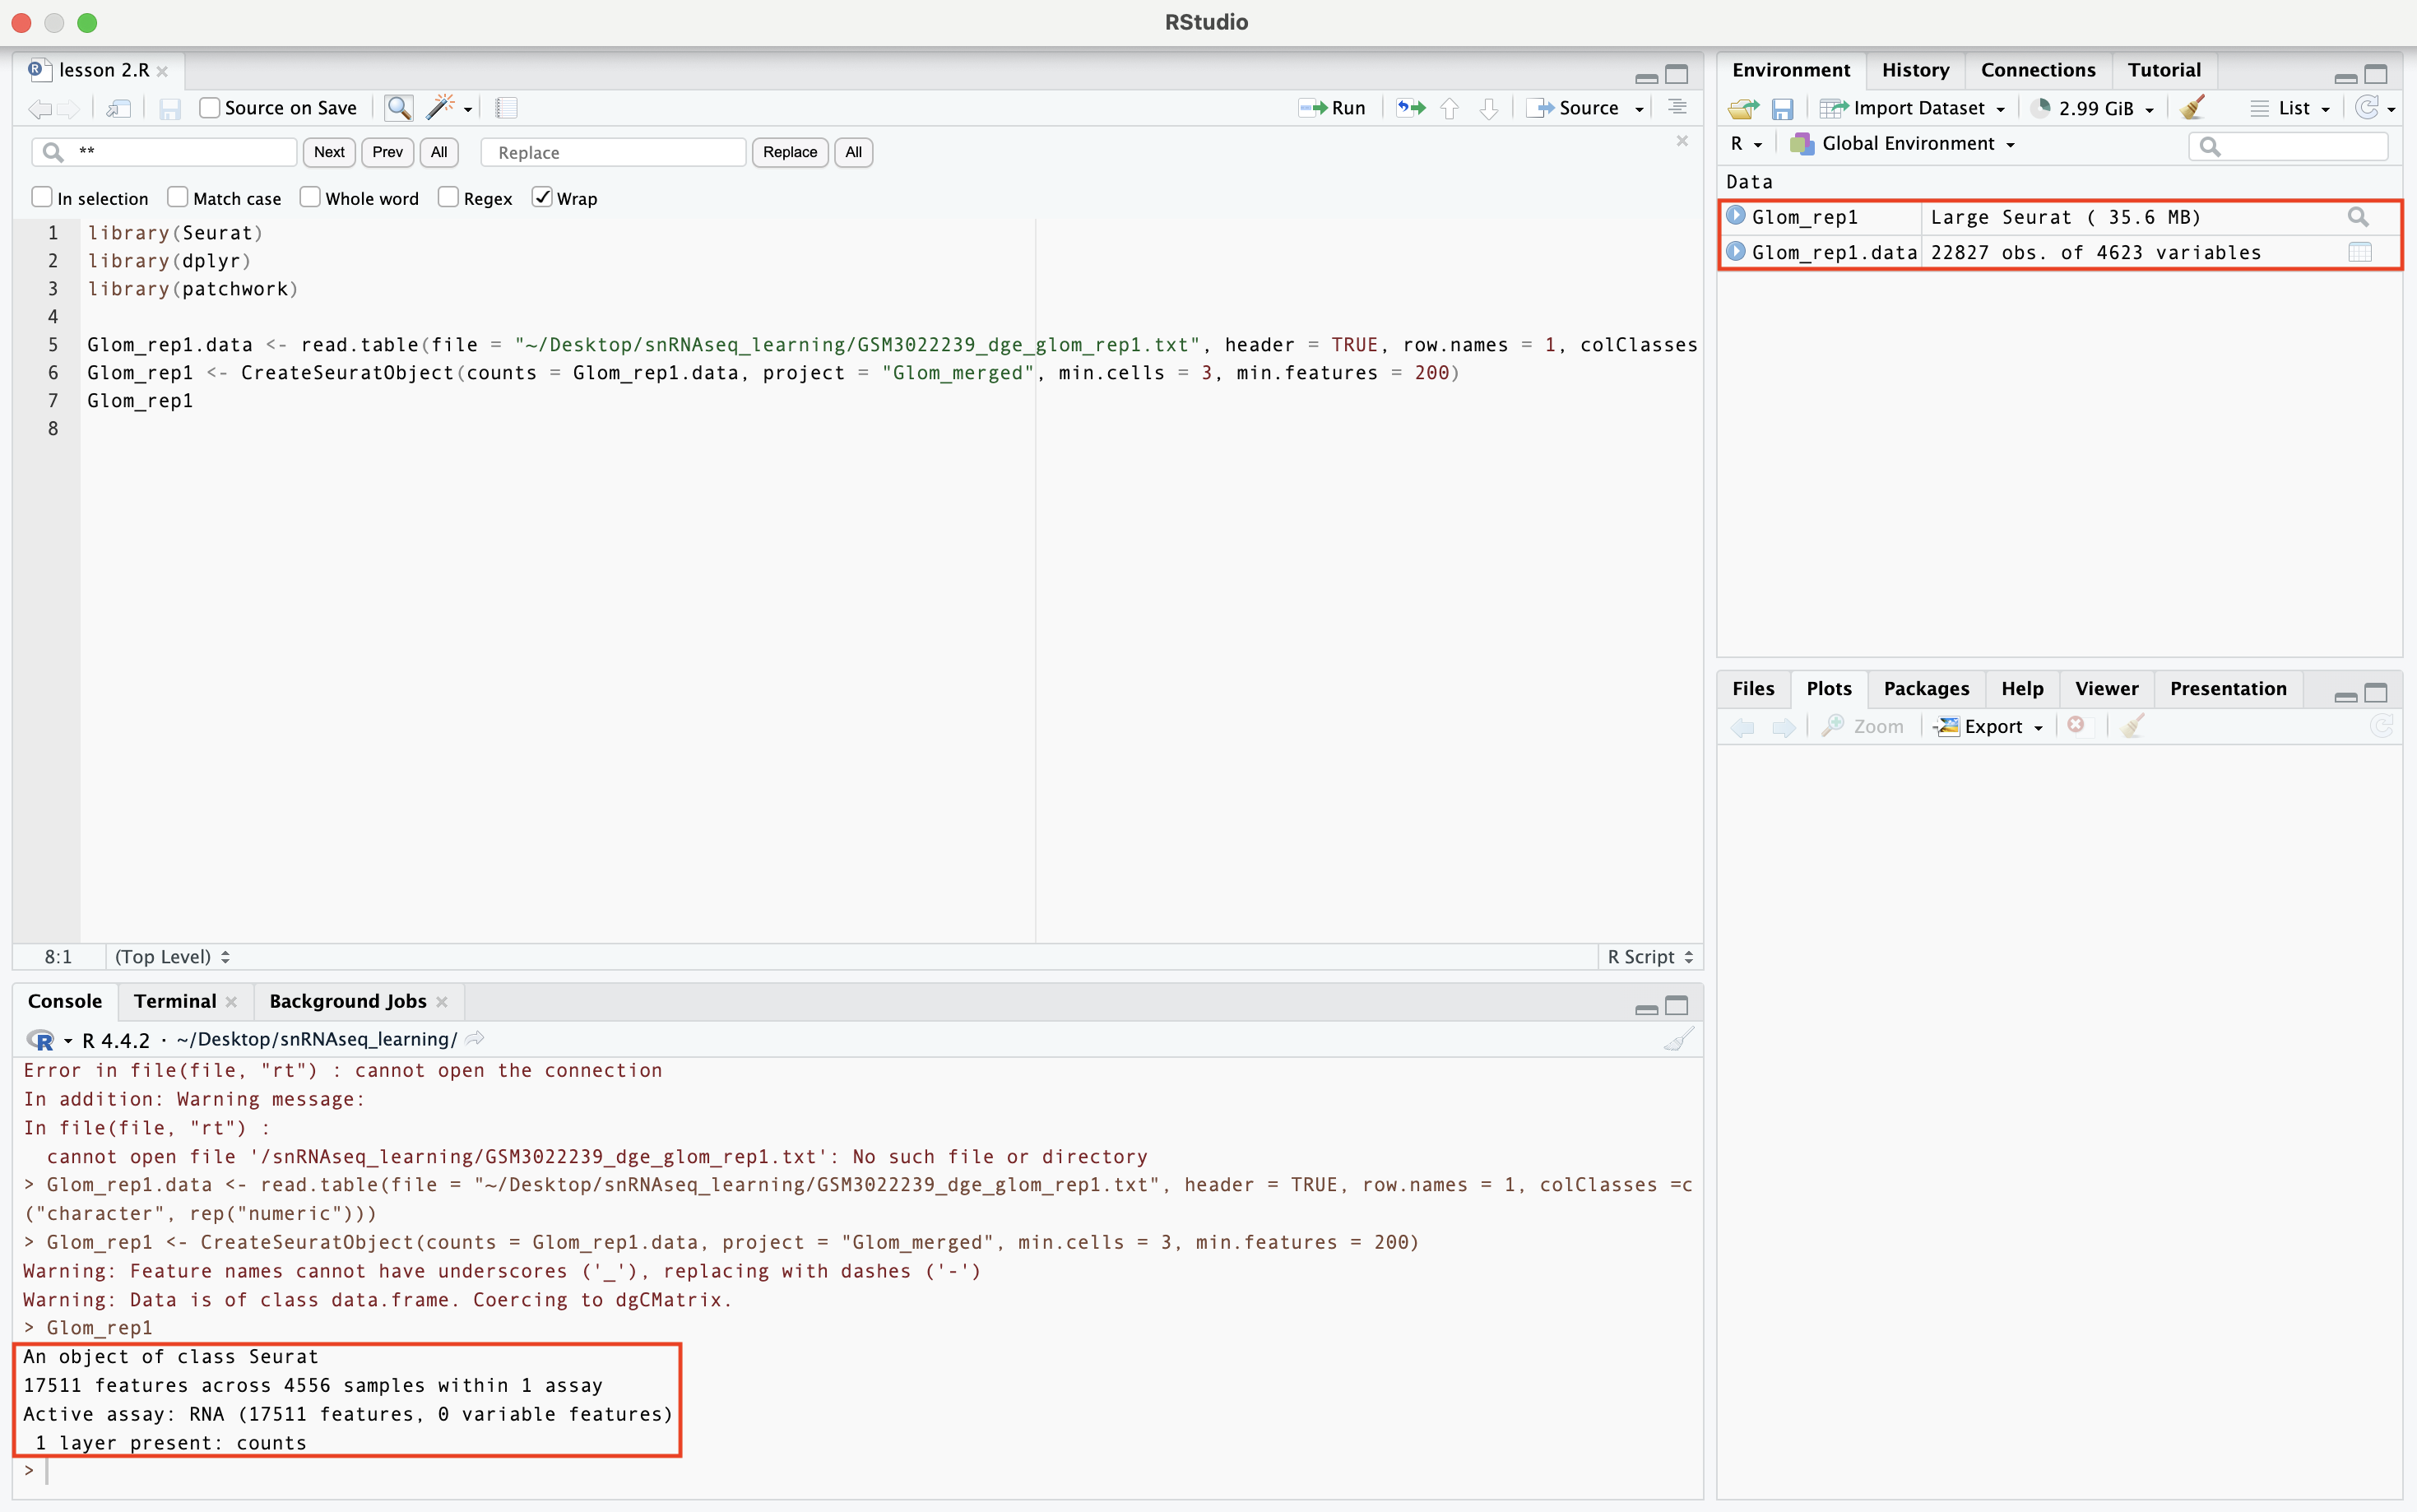 RStudio
lesson 2.R
Source on Save
Run
Source
**
Next
Prev
All
Replace
Replace
All
In selection
Match case
Whole word
Regex
Wrap
1 library(Seurat)
2 library(dplyr)
3 library(patchwork)
4
5 Glom_rep1.data <- read.table(file = "~/Desktop/snRNAseq_learning/GSM3022239_dge_glom_rep1.txt", header = TRUE, row.names = 1, colClasses
6 Glom_rep1 <- CreateSeuratObject(counts = Glom_rep1.data, project = "Glom_merged", min.cells = 3, min.features = 200)
7 Glom_rep1
8
8:1 (Top Level) R Script
Console Terminal Background Jobs
R 4.4.2 · ~/Desktop/snRNAseq_learning/
Error in file(file, "rt") : cannot open the connection
In addition: Warning message:
In file(file, "rt") :
cannot open file '/snRNAseq_learning/GSM3022239_dge_glom_rep1.txt': No such file or directory
> Glom_rep1.data <- read.table(file = "~/Desktop/snRNAseq_learning/GSM3022239_dge_glom_rep1.txt", header = TRUE, row.names = 1, colClasses =c
("character", rep("numeric")))
> Glom_rep1 <- CreateSeuratObject(counts = Glom_rep1.data, project = "Glom_merged", min.cells = 3, min.features = 200)
Warning: Feature names cannot have underscores ('_'), replacing with dashes ('-')
Warning: Data is of class data.frame. Coercing to dgCMatrix.
> Glom_rep1
An object of class Seurat
17511 features across 4556 samples within 1 assay
Active assay: RNA (17511 features, 0 variable features)
1 layer present: counts
>
Environment History Connections Tutorial
Import Dataset 2.99 GiB List
R Global Environment
Data
Glom_rep1 Large Seurat ( 35.6 MB)
Glom_rep1.data 22827 obs. of 4623 variables
Files Plots Packages Help Viewer Presentation
Zoom Export